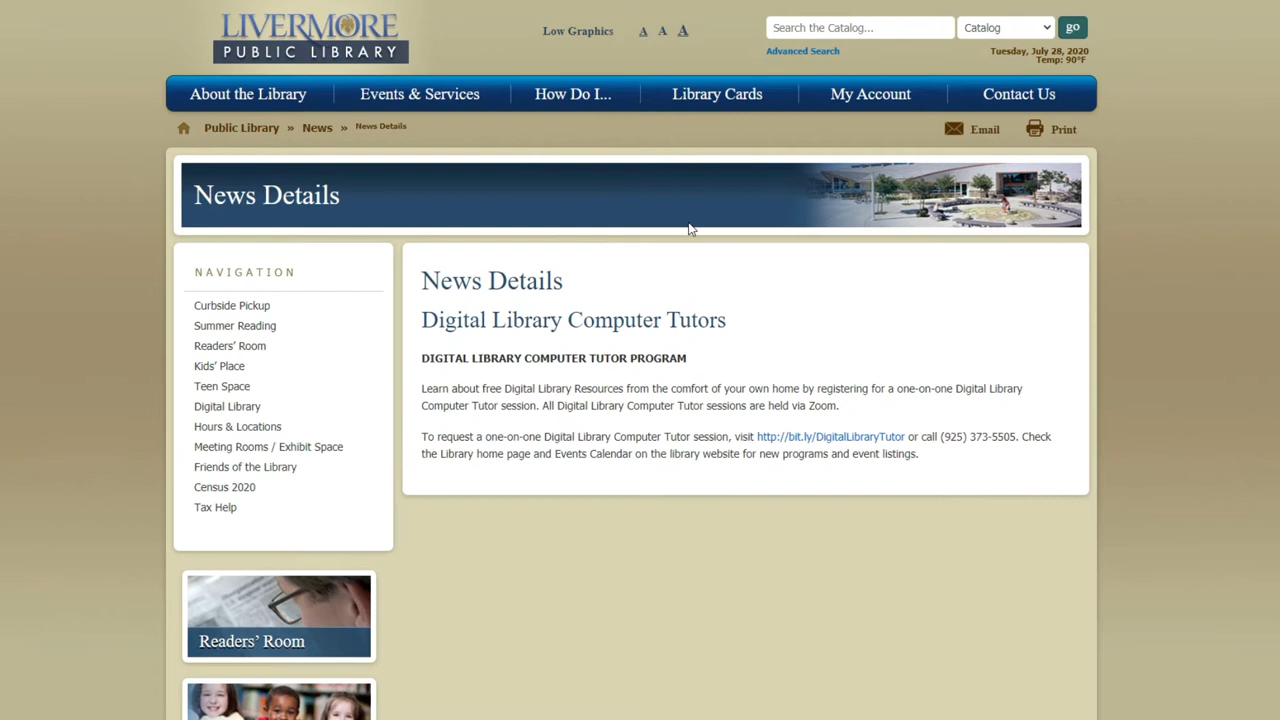 LIVERMORE
PUBLIC LIBRARY
Low Graphics A A A
Search the Catalog... Catalog go
Advanced Search
Tuesday, July 28, 2020
Temp: 90°F
About the Library Events & Services How Do I... Library Cards My Account Contact Us
Public Library » News » News Details
Email Print
News Details
NAVIGATION
Curbside Pickup
Summer Reading
Readers' Room
Kids' Place
Teen Space
Digital Library
Hours & Locations
Meeting Rooms / Exhibit Space
Friends of the Library
Census 2020
Tax Help
Readers' Room
News Details
Digital Library Computer Tutors
DIGITAL LIBRARY COMPUTER TUTOR PROGRAM
Learn about free Digital Library Resources from the comfort of your own home by registering for a one-on-one Digital Library
Computer Tutor session. All Digital Library Computer Tutor sessions are held via Zoom.
To request a one-on-one Digital Library Computer Tutor session, visit http://bit.ly/DigitalLibraryTutor or call (925) 373-5505. Check
the Library home page and Events Calendar on the library website for new programs and event listings.